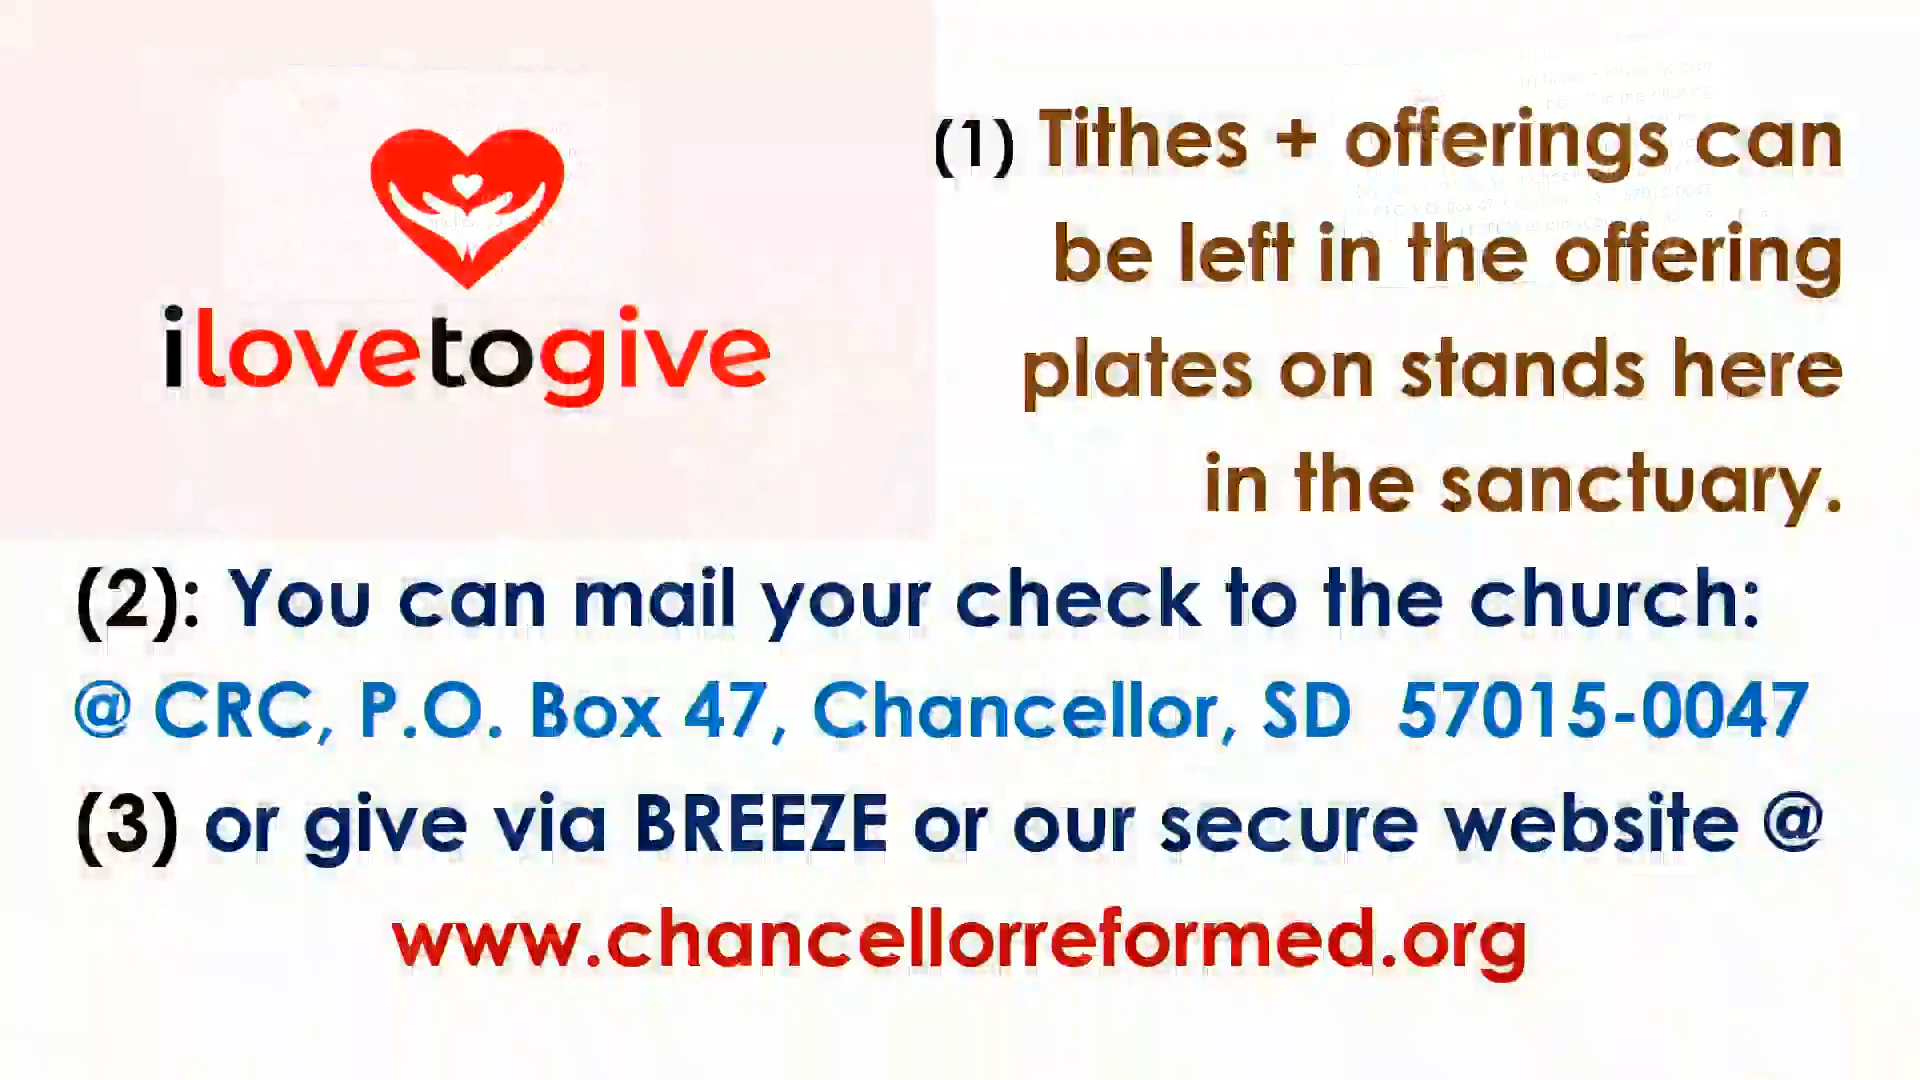 ilovetogive
(1) Tithes + offerings can
be left in the offering
plates on stands here
in the sanctuary.
(2): You can mail your check to the church:
@ CRC, P.O. Box 47, Chancellor, SD 57015-0047
(3) or give via BREEZE or our secure website @
www.chancellorreformed.org